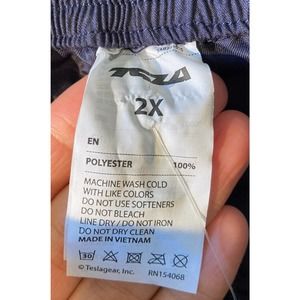 TSLA
2X
EN
POLYESTER 100%
MACHINE WASH COLD
WITH LIKE COLORS
DO NOT USE SOFTENERS
DO NOT BLEACH
LINE DRY / DO NOT IRON
DO NOT DRY CLEAN
MADE IN VIETNAM
30
© Teslagear, Inc. RN154068